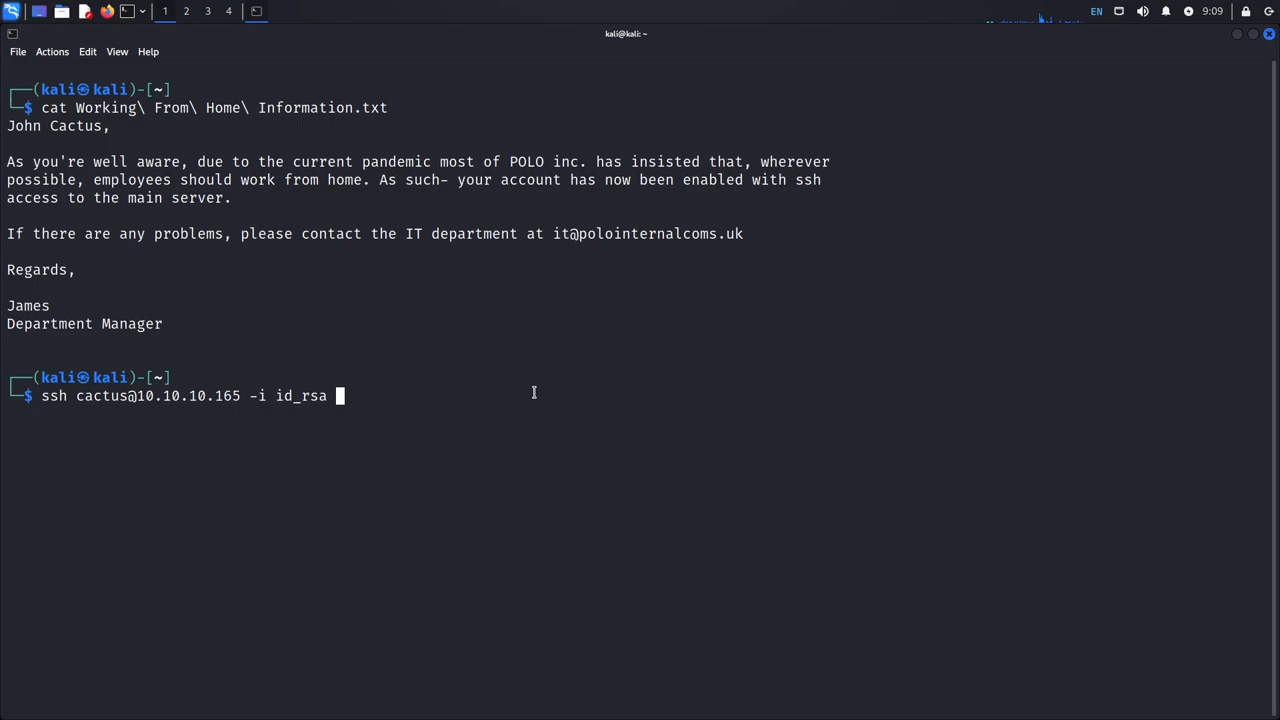 1 2 3 4
EN
9:09
kali@kali: ~
File Actions Edit View Help
(kali㉿kali)-[~]
$ cat Working\ From\ Home\ Information.txt
John Cactus,
As you're well aware, due to the current pandemic most of POLO inc. has insisted that, wherever
possible, employees should work from home. As such- your account has now been enabled with ssh
access to the main server.
If there are any problems, please contact the IT department at it@polointernalcoms.uk
Regards,
James
Department Manager
(kali㉿kali)-[~]
$ ssh cactus@10.10.10.165 -i id_rsa